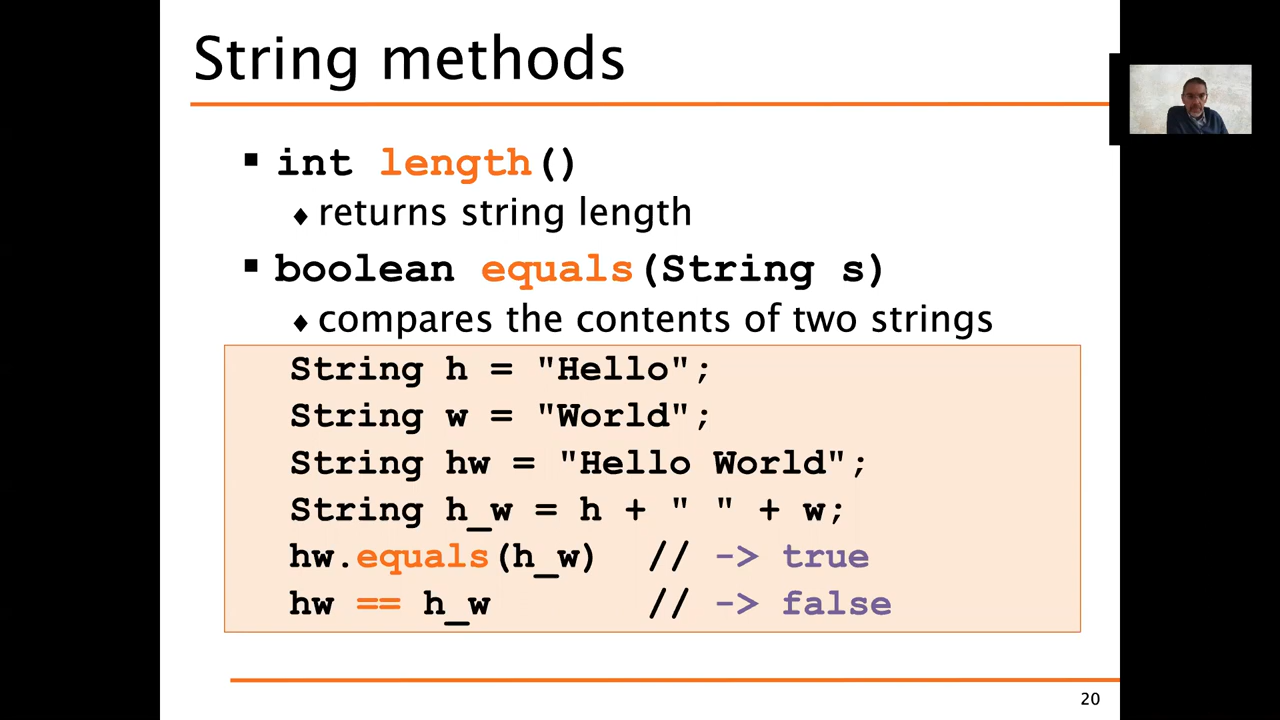 String methods
▪ int length()
♦ returns string length
▪ boolean equals(String s)
♦ compares the contents of two strings
String h = "Hello";
String w = "World";
String hw = "Hello World";
String h_w = h + " " + w;
hw.equals(h_w) // -> true
hw == h_w // -> false
20